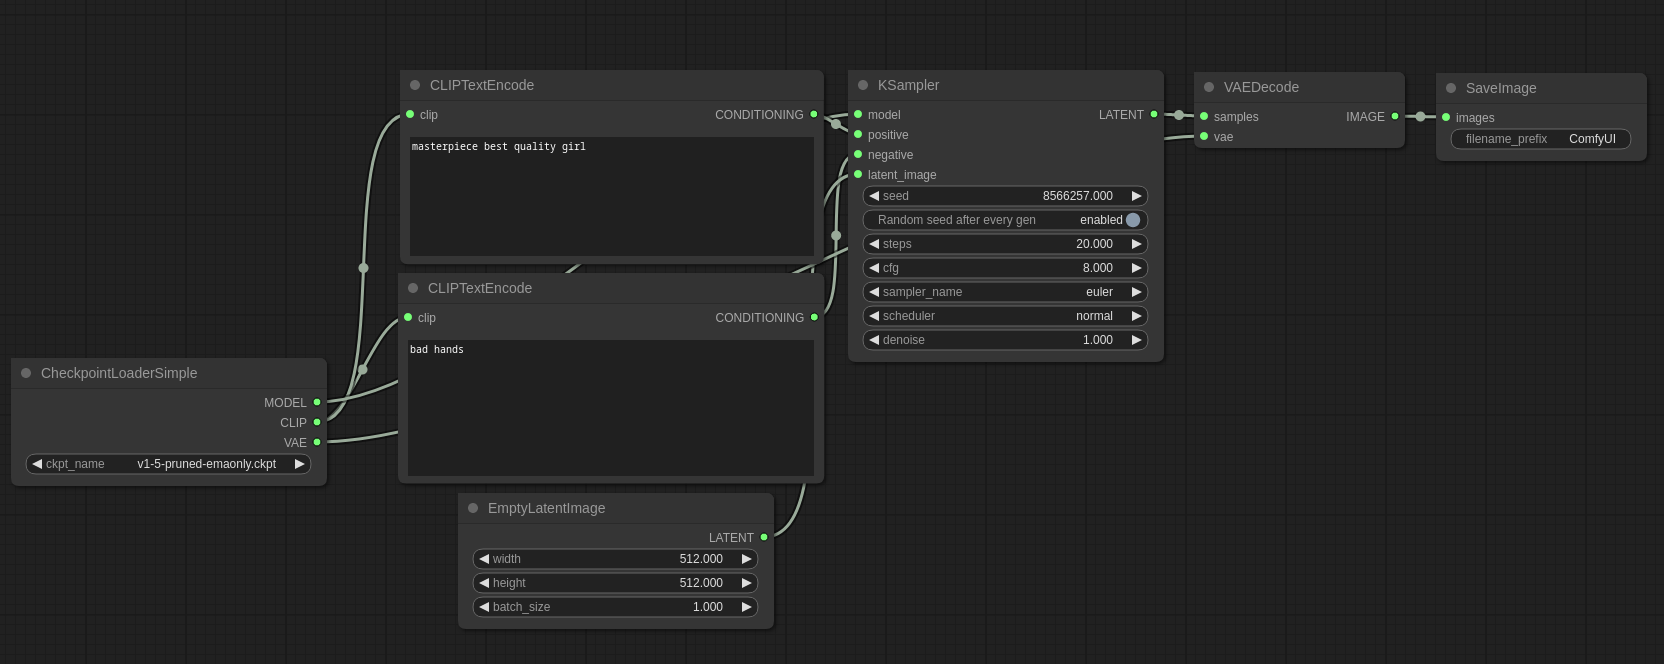 CLIPTextEncode
clip CONDITIONING
masterpiece best quality girl
CLIPTextEncode
clip CONDITIONING
bad hands
CheckpointLoaderSimple
MODEL
CLIP
VAE
ckpt_name v1-5-pruned-emaonly.ckpt
EmptyLatentImage
LATENT
width 512.000
height 512.000
batch_size 1.000
KSampler
model LATENT
positive
negative
latent_image
seed 8566257.000
Random seed after every gen enabled
steps 20.000
cfg 8.000
sampler_name euler
scheduler normal
denoise 1.000
VAEDecode
samples IMAGE
vae
SaveImage
images
filename_prefix ComfyUI